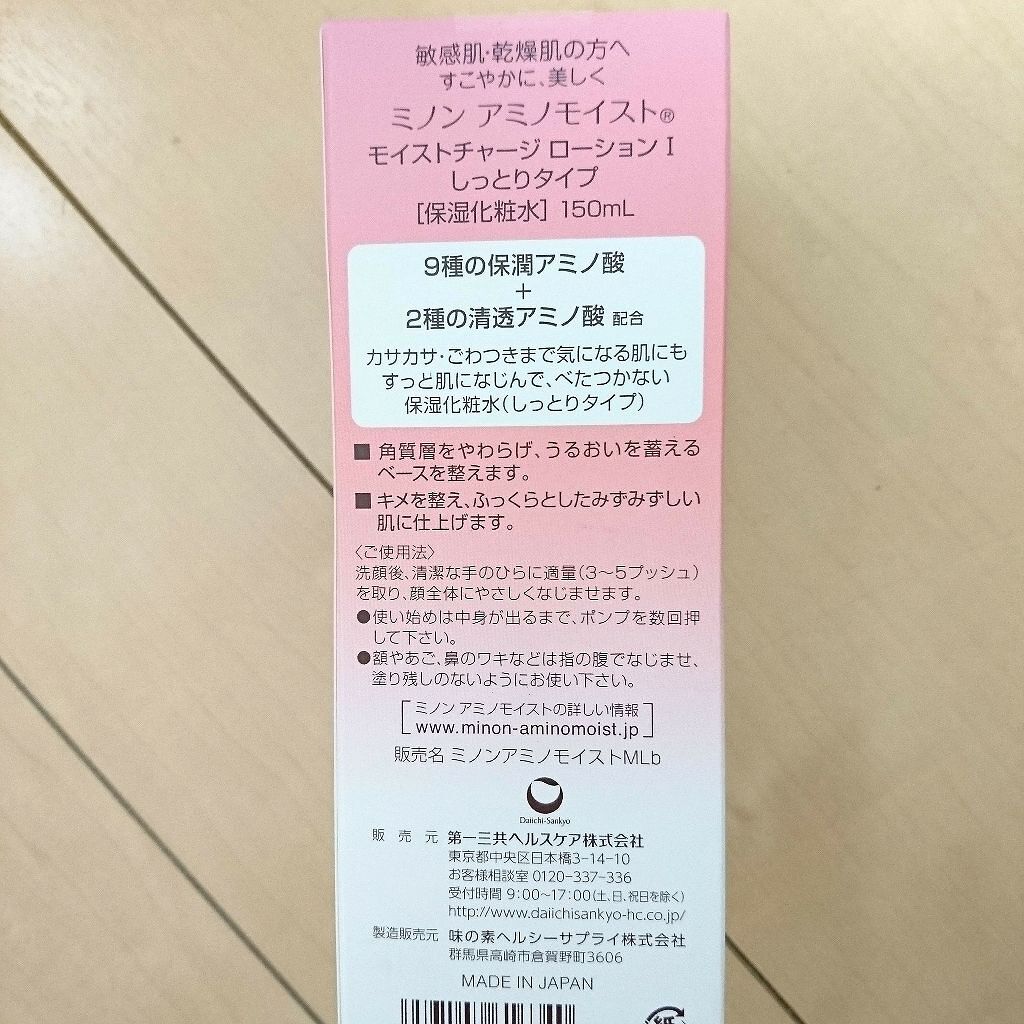 敏感肌・乾燥肌の方へ
すこやかに、美しく
ミノン アミノモイスト®
モイストチャージ ローション I
しっとりタイプ
[保湿化粧水] 150mL
9種の保潤アミノ酸
+
2種の清透アミノ酸 配合
カサカサ・ごわつきまで気になる肌にも
すっと肌になじんで、べたつかない
保湿化粧水(しっとりタイプ)
■ 角質層をやわらげ、うるおいを蓄える
ベースを整えます。
■ キメを整え、ふっくらとしたみずみずしい
肌に仕上げます。
〈ご使用法〉
洗顔後、清潔な手のひらに適量(3〜5プッシュ)
を取り、顔全体にやさしくなじませます。
●使い始めは中身が出るまで、ポンプを数回押
して下さい。
●額やあご、鼻のワキなどは指の腹でなじませ、
塗り残しのないようにお使い下さい。
[ミノン アミノモイストの詳しい情報
www.minon-aminomoist.jp]
販売名 ミノンアミノモイストMLb
Daiichi-Sankyo
販売元 第一三共ヘルスケア株式会社
東京都中央区日本橋3-14-10
お客様相談室 0120-337-336
受付時間 9:00〜17:00(土、日、祝日を除く)
http://www.daiichisankyo-hc.co.jp/
製造販売元 味の素ヘルシーサプライ株式会社
群馬県高崎市倉賀野町3606
MADE IN JAPAN
紙